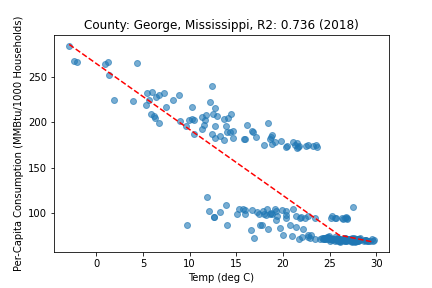 County: George, Mississippi, R2: 0.736 (2018)
Per-Capita Consumption (MMBtu/1000 Households)
250
200
150
100
0 5 10 15 20 25 30
Temp (deg C)